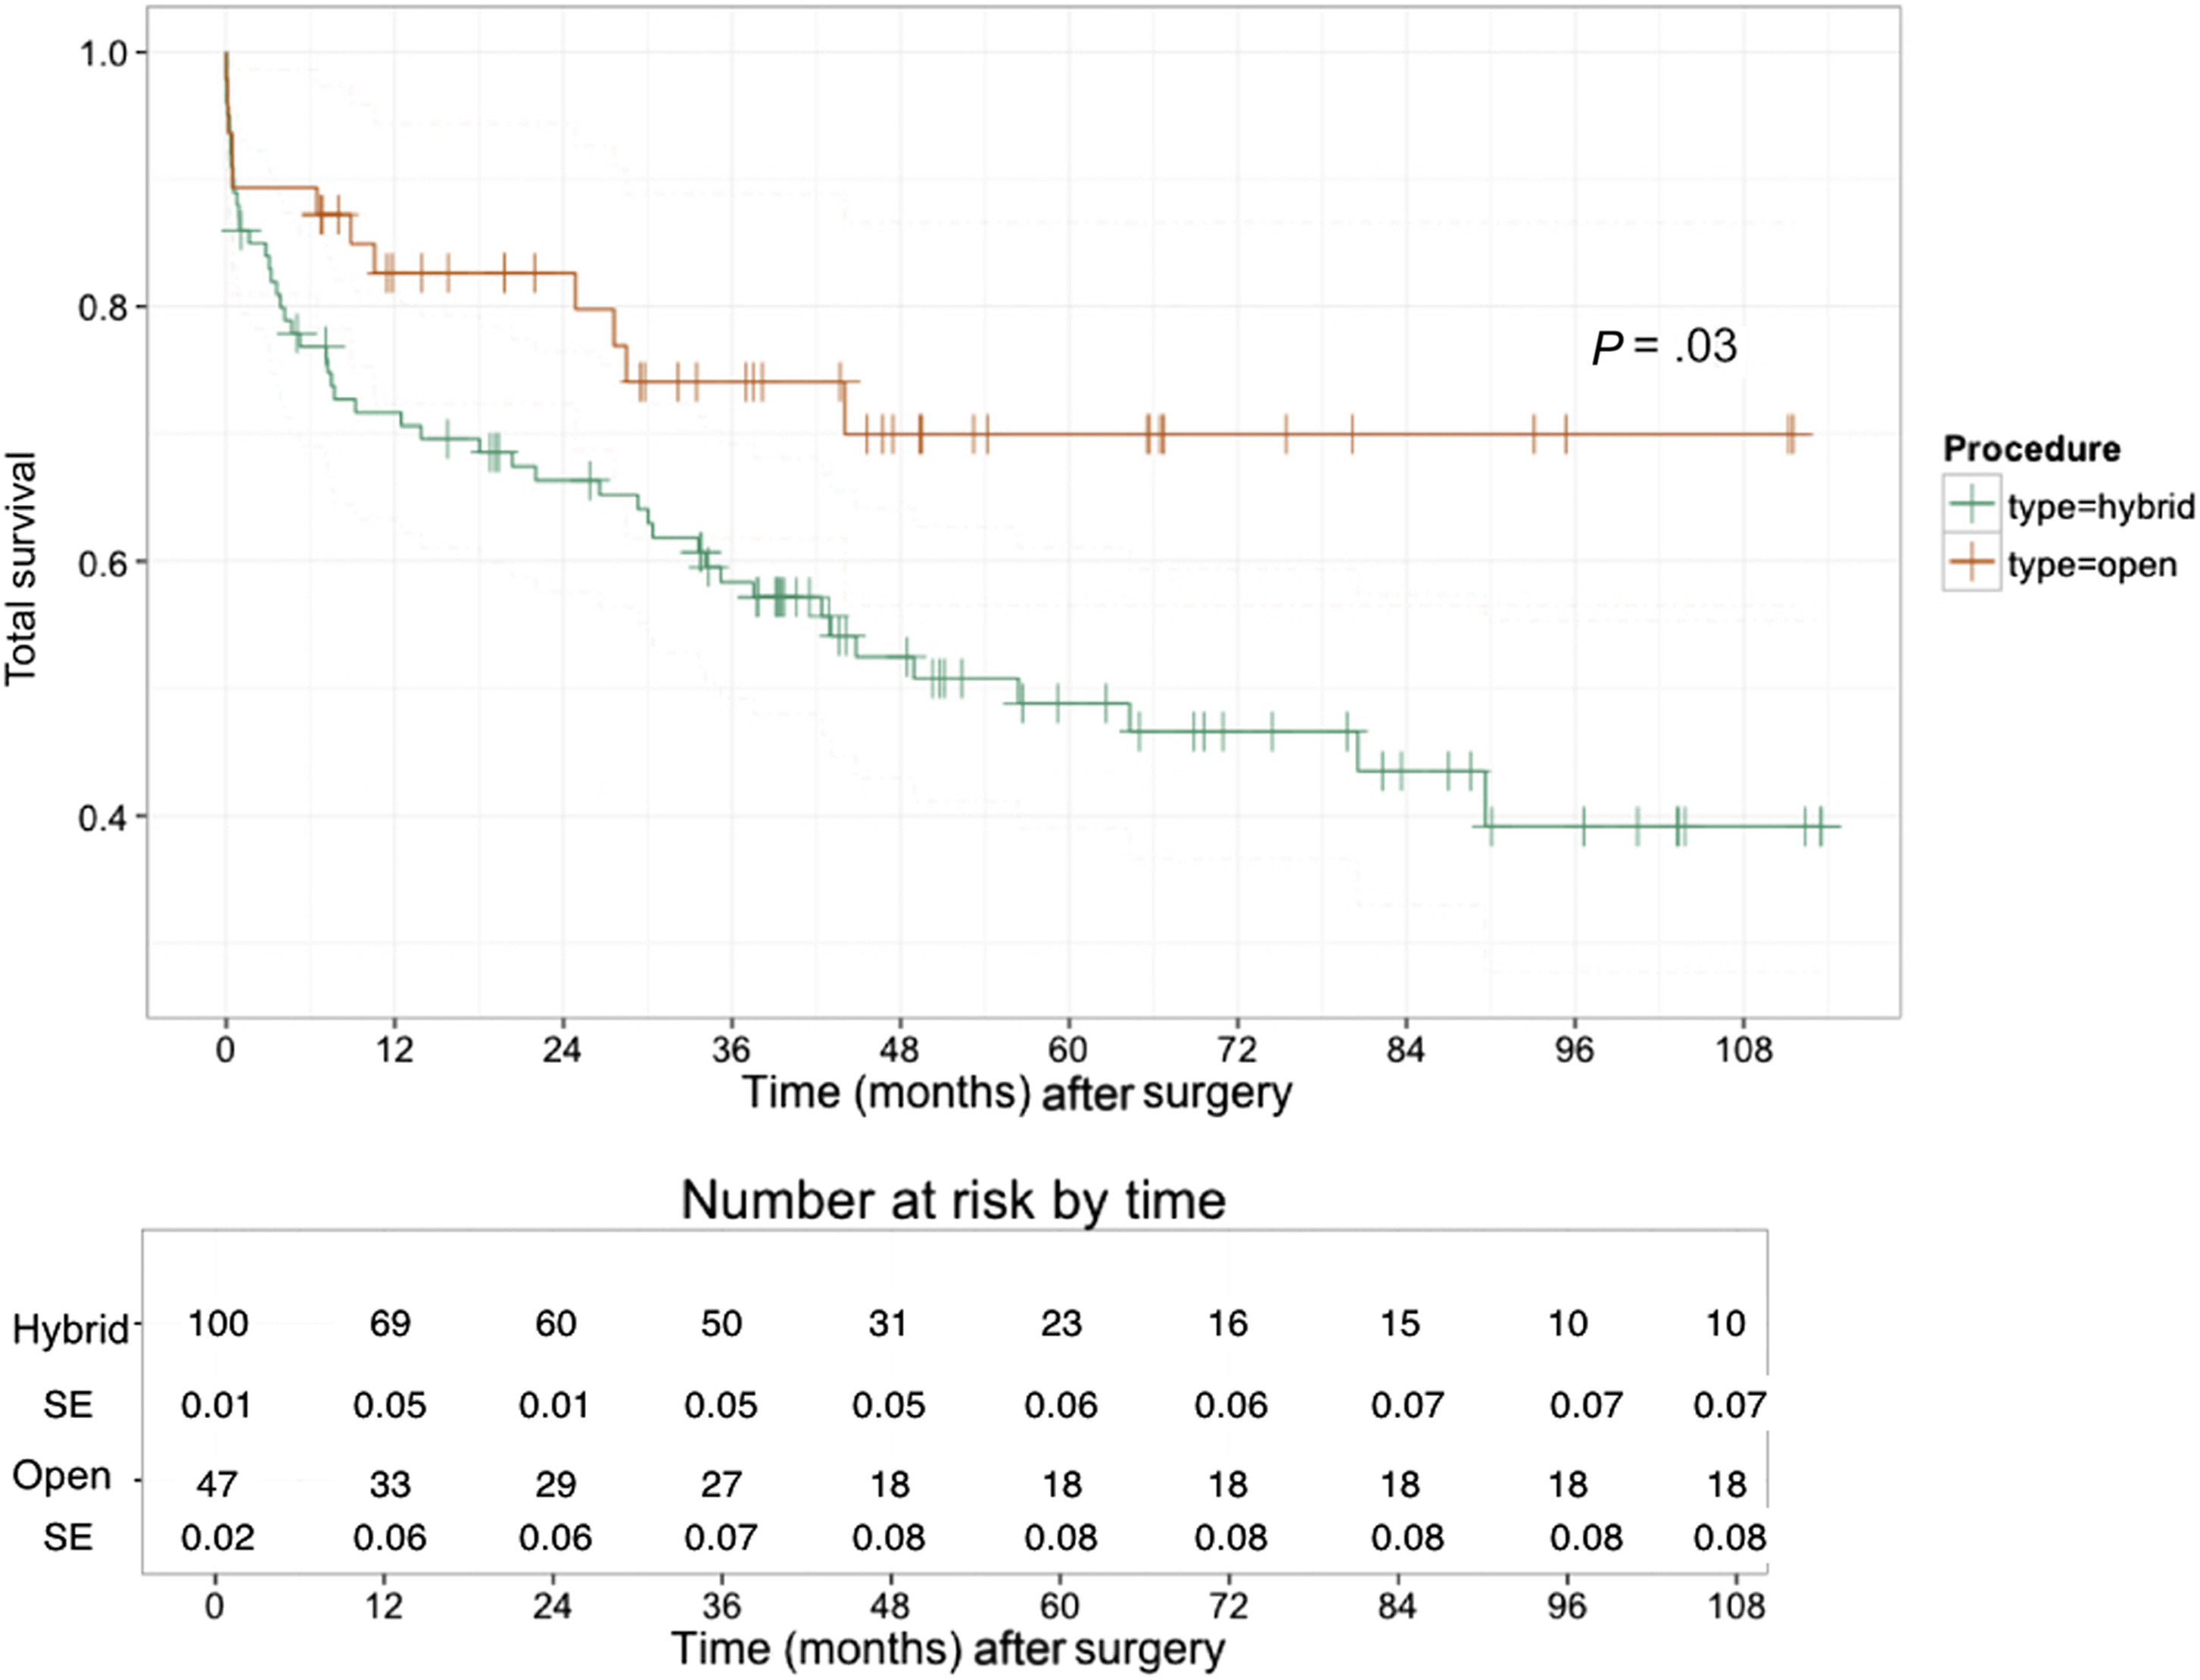 1.0
0.8
0.6
0.4
Total survival
P = .03
Procedure
type=hybrid
type=open
0 12 24 36 48 60 72 84 96 108
Time (months) after surgery
Number at risk by time
Hybrid 100 69 60 50 31 23 16 15 10 10
SE 0.01 0.05 0.01 0.05 0.05 0.06 0.06 0.07 0.07 0.07
Open 47 33 29 27 18 18 18 18 18 18
SE 0.02 0.06 0.06 0.07 0.08 0.08 0.08 0.08 0.08 0.08
0 12 24 36 48 60 72 84 96 108
Time (months) after surgery